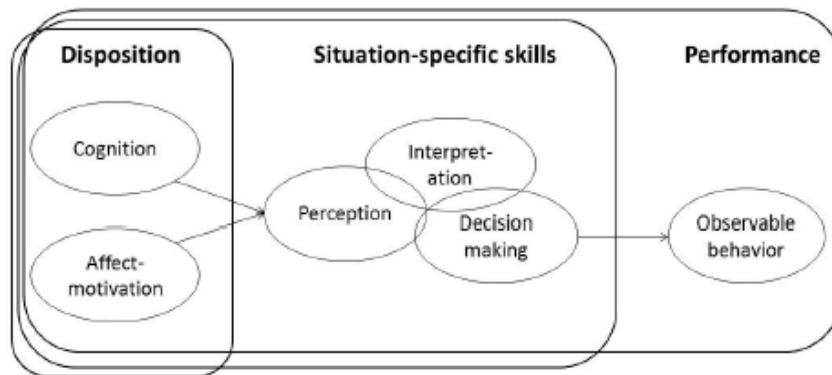 Disposition
Situation-specific skills
Performance
Cognition
Affect-
motivation
Perception
Interpret-
ation
Decision
making
Observable
behavior